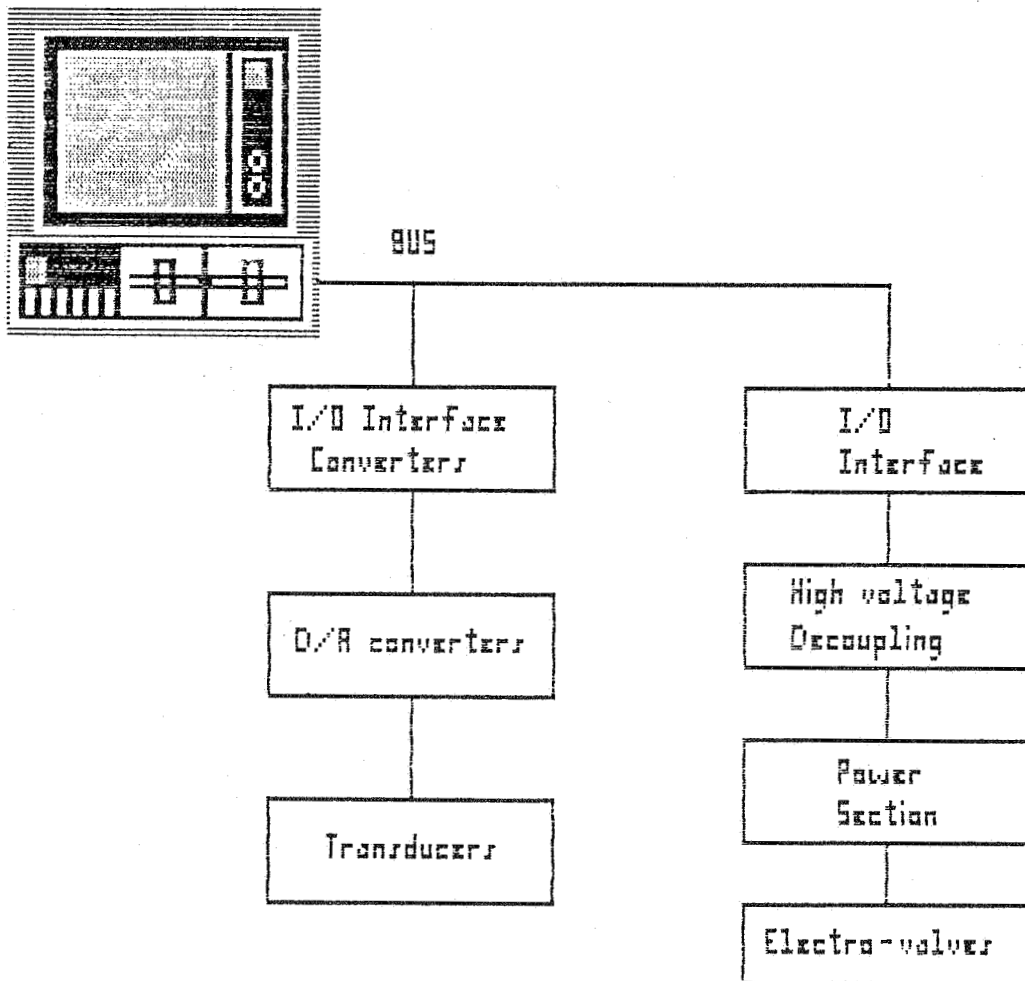 BUS
I/O Interface
Converters
D/A converters
Transducers
I/O
Interface
High voltage
Decoupling
Power
Section
Electro-valves